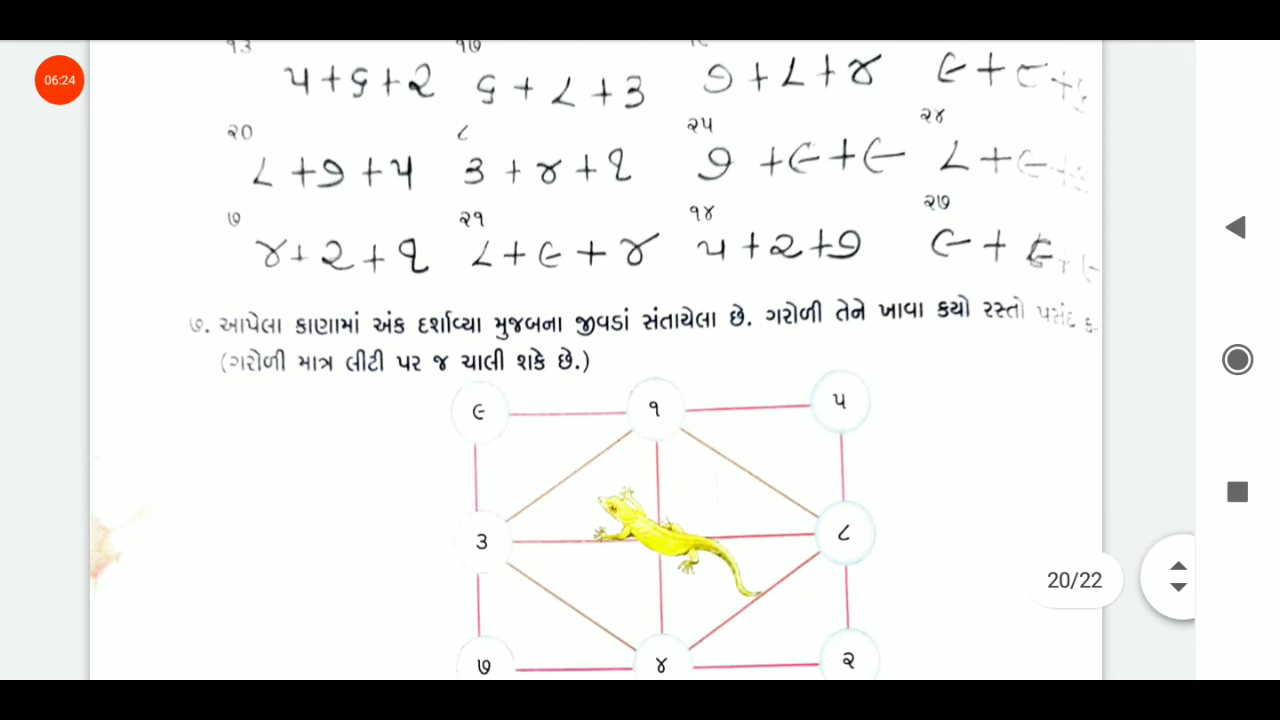 ૧૩ ૧૭
૫+૬+૨ ૬+૮+૩ ૭+૮+૪ ૯+૯+૬
૨૦ ૮ ૨૫ ૨૪
૮+૭+૫ ૩+૪+૧ ૭+૯+૯ ૮+૯+
૭ ૨૧ ૧૪ ૨૭
૪+૨+૧ ૮+૯+૪ ૫+૨+૭ ૯+૯+૯
૭. આપેલા કાણામાં અંક દર્શાવ્યા મુજબના જીવડાં સંતાયેલા છે. ગરોળી તેને ખાવા કયો રસ્તો પસંદ
(ગરોળી માત્ર લીટી પર જ ચાલી શકે છે.)
૯ ૧ ૫
૩ ૮
૭ ૪ ૨
06:24
20/22